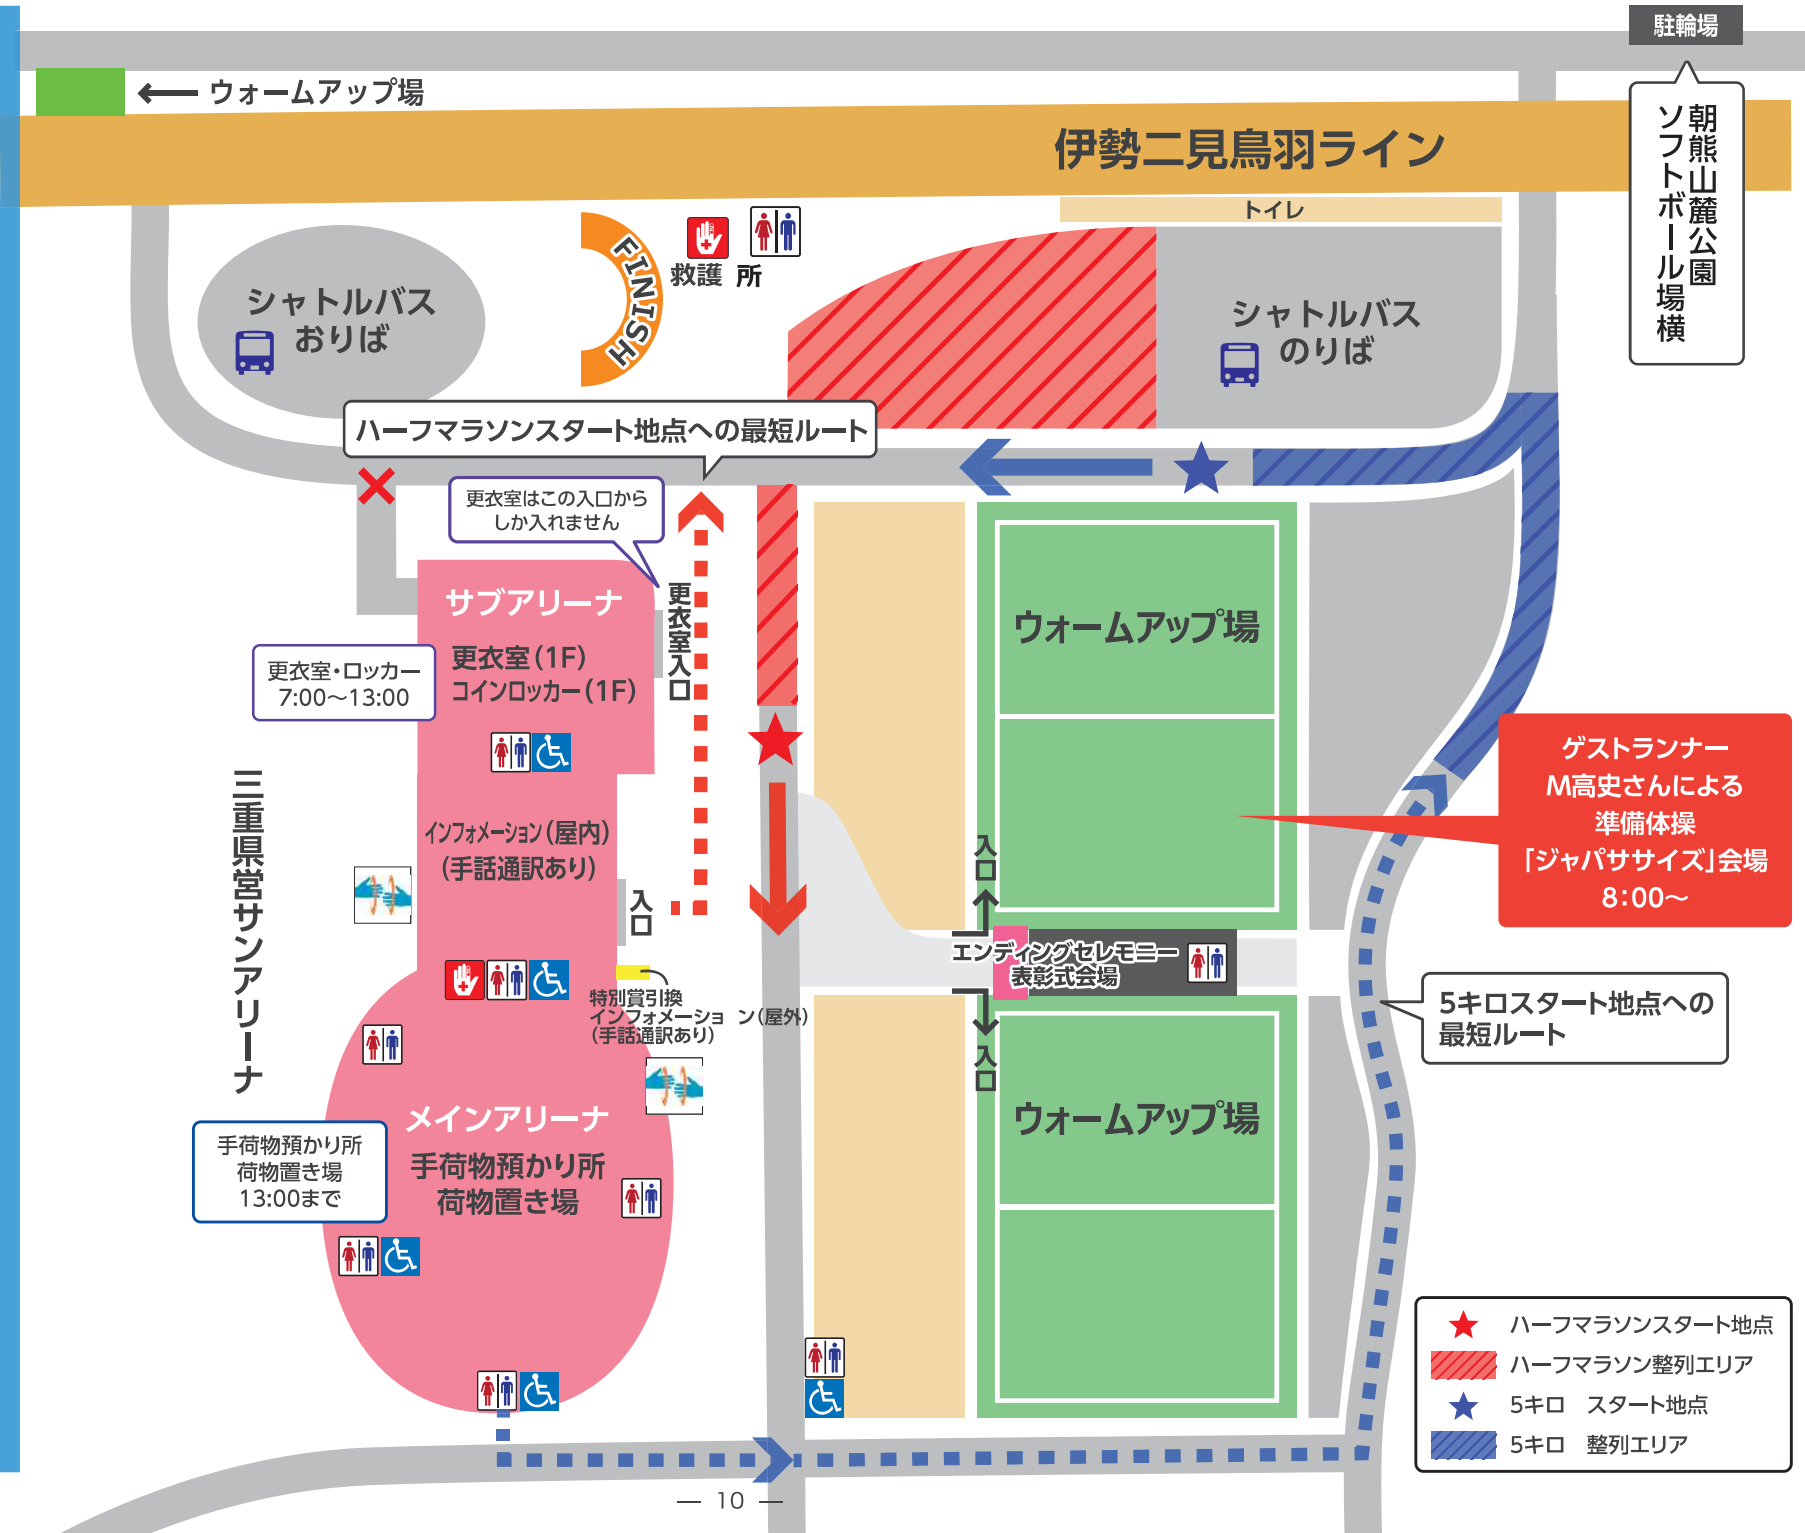 駐輪場
朝熊山麓公園
ソフトボール場横
ウォームアップ場
伊勢二見鳥羽ライン
トイレ
FINISH
救護 所
シャトルバス
おりば
シャトルバス
のりば
ハーフマラソンスタート地点への最短ルート
更衣室はこの入口から
しか入れません
サブアリーナ
更衣室(1F)
コインロッカー(1F)
更衣室入口
更衣室・ロッカー
7:00〜13:00
ウォームアップ場
ゲストランナー
M高史さんによる
準備体操
「ジャパササイズ」会場
8:00〜
三重県営サンアリーナ
インフォメーション(屋内)
(手話通訳あり)
入口
入口
エンディングセレモニー
表彰式会場
特別賞引換
インフォメーション(屋外)
(手話通訳あり)
5キロスタート地点への
最短ルート
入口
ウォームアップ場
メインアリーナ
手荷物預かり所
荷物置き場
手荷物預かり所
荷物置き場
13:00まで
ハーフマラソンスタート地点
ハーフマラソン整列エリア
5キロ　スタート地点
5キロ　整列エリア
— 10 —